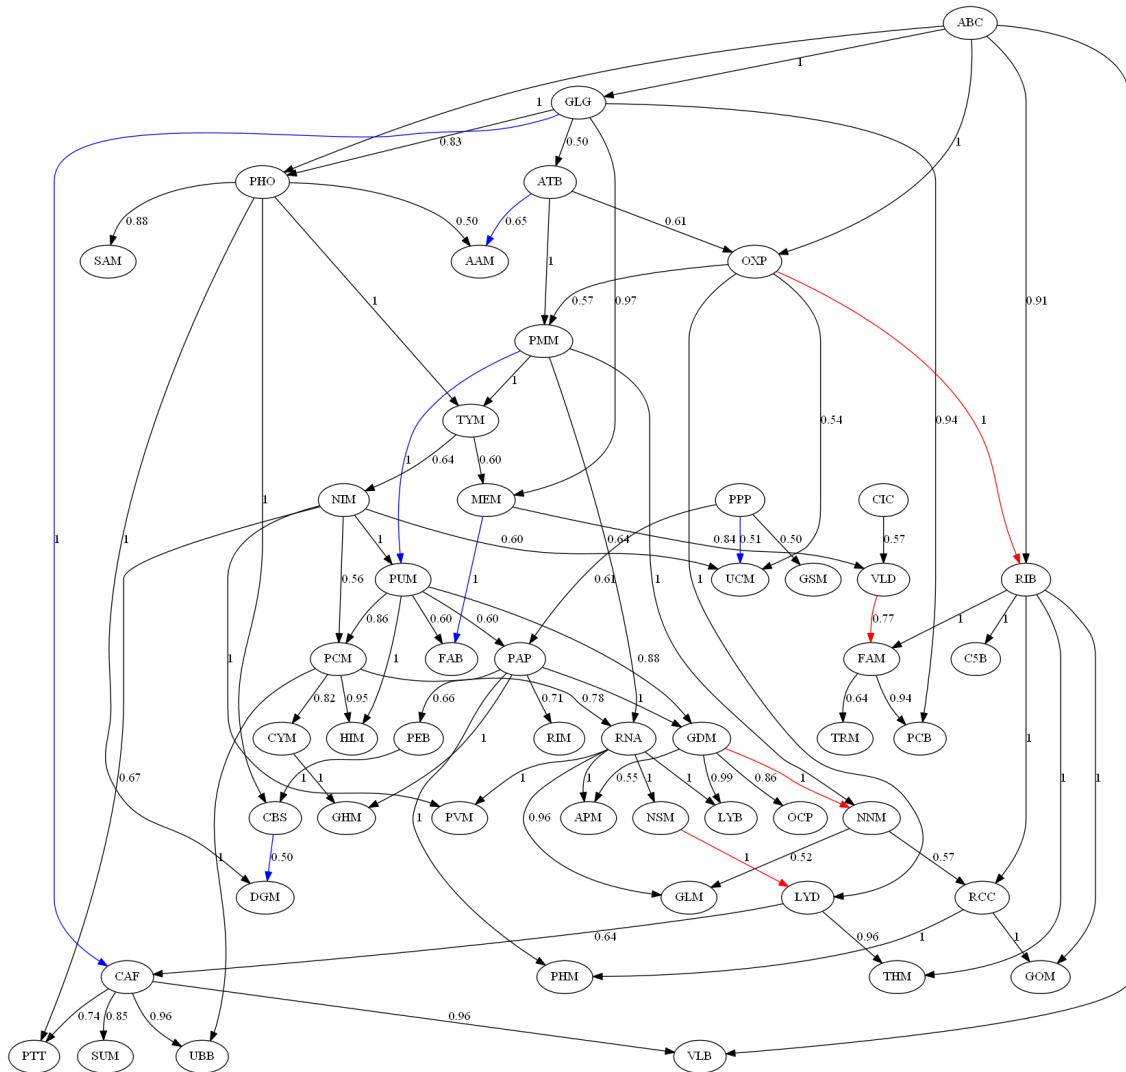 ABC
1
GLG
1
0.83
0.50
1
PHO
ATB
0.88
0.50
0.65
0.61
SAM
AAM
OXP
1
1
0.57
0.97
0.91
PMM
1
TYM
1
0.54
0.94
1
0.64
0.60
1
NIM
MEM
PPP
CIC
1
1
1
1
0.60
0.64
1
0.84
0.51
0.50
0.57
0.56
0.61
1
PUM
UCM
GSM
VLD
RIB
0.86
0.60
0.60
0.77
1
1
PCM
1
FAB
PAP
0.88
FAM
C5B
1
0.82
0.95
0.66
0.71
0.78
1
0.64
0.94
CYM
HIM
PEB
1
RIM
RNA
GDM
TRM
PCB
1
0.67
1
1
1
1
0.55
1
1
0.99
0.86
1
1
1
CBS
GHM
PVM
1
0.96
APM
NSM
LYB
OCP
NNM
1
0.50
1
0.52
0.57
DGM
GLM
LYD
RCC
0.64
1
0.96
1
CAF
PHM
THM
GOM
0.74
0.85
0.96
0.96
PTT
SUM
UBB
VLB